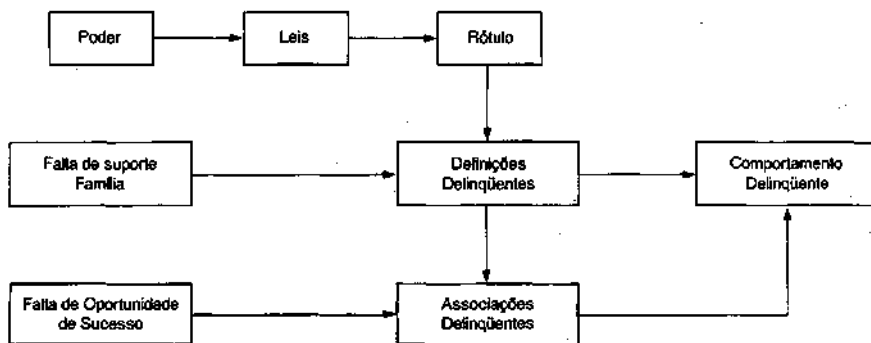 Poder
Leis
Rótulo
Falta de suporte
Família
Definições
Delinqüentes
Comportamento
Delinqüente
Falta de Oportunidade
de Sucesso
Associações
Delinqüentes